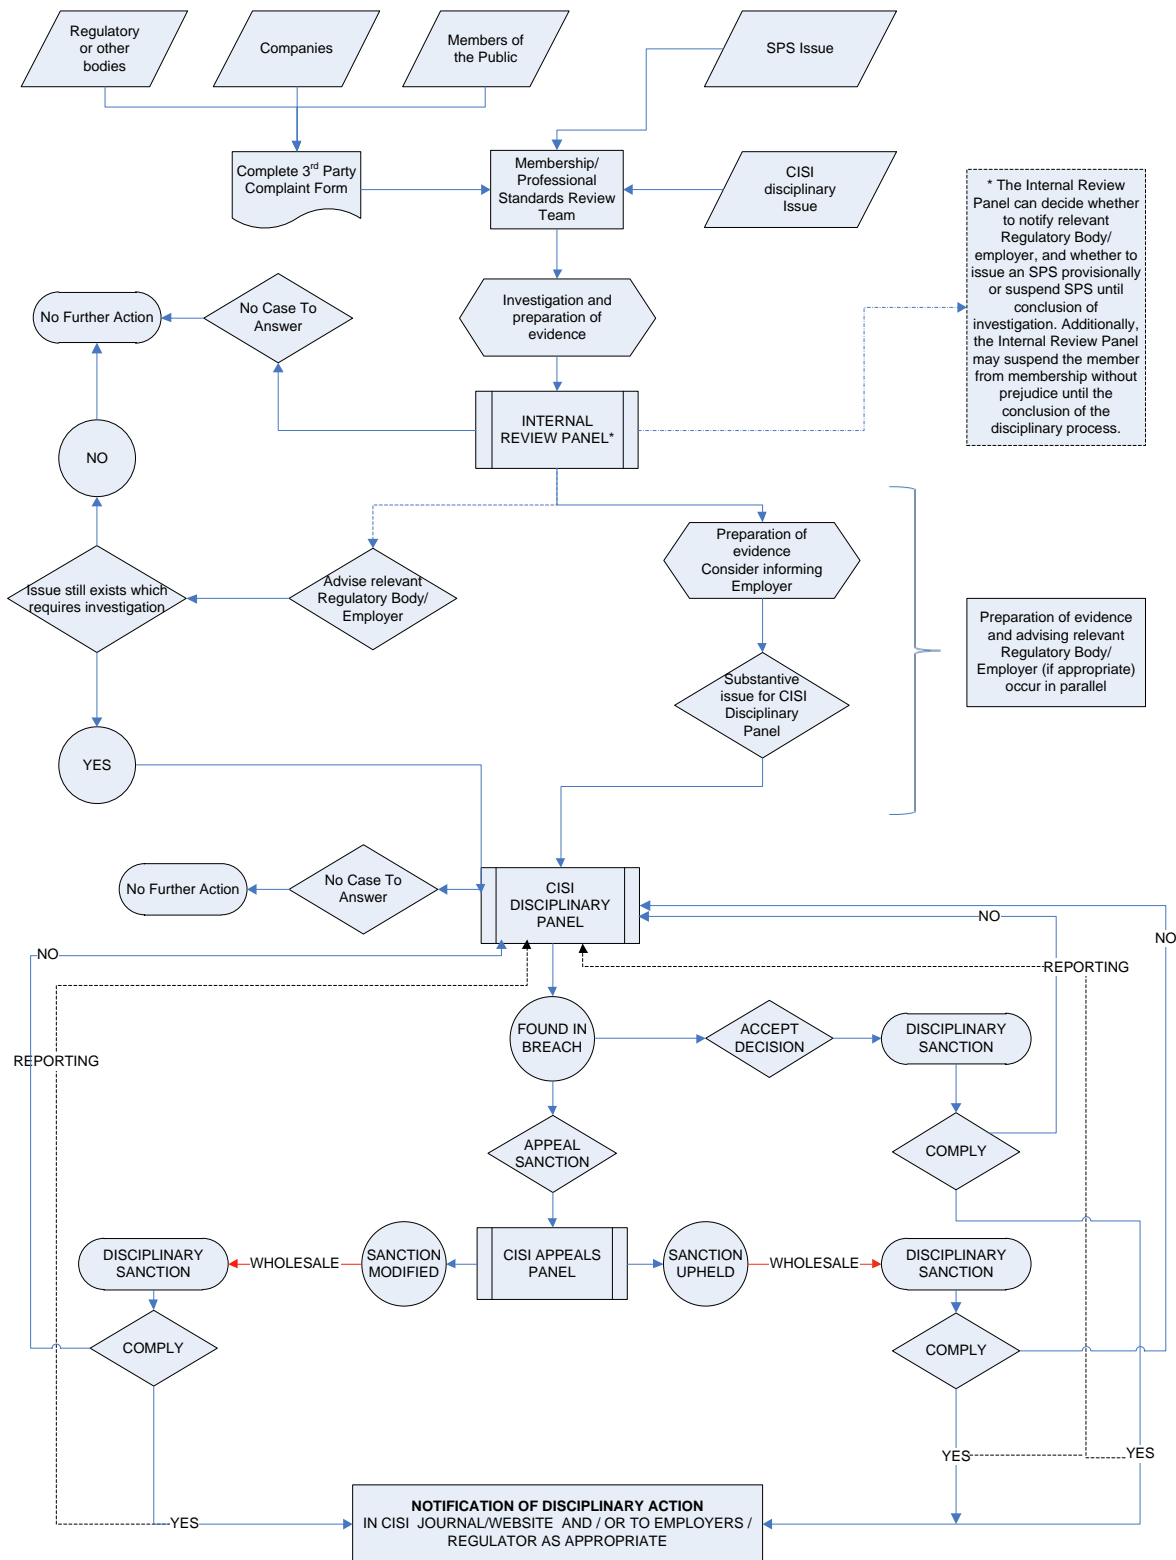 Regulatory
or other
bodies
Companies
Members of
the Public
SPS Issue
Complete 3rd Party
Complaint Form
Membership/
Professional
Standards Review
Team
CISI
disciplinary
Issue
* The Internal Review
Panel can decide whether
to notify relevant
Regulatory Body/
employer, and whether to
issue an SPS provisionally
or suspend SPS until
conclusion of
investigation. Additionally,
the Internal Review Panel
may suspend the member
from membership without
prejudice until the
conclusion of the
disciplinary process.
No Further Action
No Case To
Answer
Investigation and
preparation of
evidence
INTERNAL
REVIEW PANEL*
NO
Issue still exists which
requires investigation
Advise relevant
Regulatory Body/
Employer
Preparation of
evidence
Consider informing
Employer
Preparation of evidence
and advising relevant
Regulatory Body/
Employer (if appropriate)
occur in parallel
Substantive
issue for CISI
Disciplinary
Panel
YES
No Further Action
No Case To
Answer
CISI
DISCIPLINARY
PANEL
NO
NO
NO
REPORTING
REPORTING
FOUND IN
BREACH
ACCEPT
DECISION
DISCIPLINARY
SANCTION
COMPLY
APPEAL
SANCTION
DISCIPLINARY
SANCTION
WHOLESALE
SANCTION
MODIFIED
CISI APPEALS
PANEL
SANCTION
UPHELD
WHOLESALE
DISCIPLINARY
SANCTION
COMPLY
COMPLY
YES
YES
YES
NOTIFICATION OF DISCIPLINARY ACTION
IN CISI JOURNAL/WEBSITE AND / OR TO EMPLOYERS /
REGULATOR AS APPROPRIATE